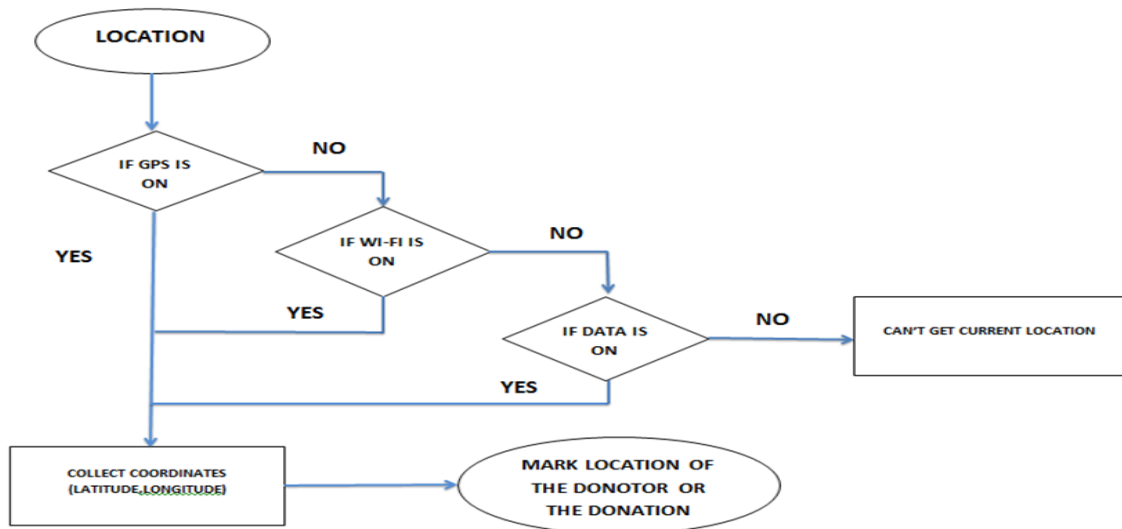 LOCATION
IF GPS IS
ON
NO
YES
IF WI-FI IS
ON
NO
YES
IF DATA IS
ON
NO
CAN'T GET CURRENT LOCATION
YES
COLLECT COORDINATES
(LATITUDE,LONGITUDE)
MARK LOCATION OF
THE DONOTOR OR
THE DONATION